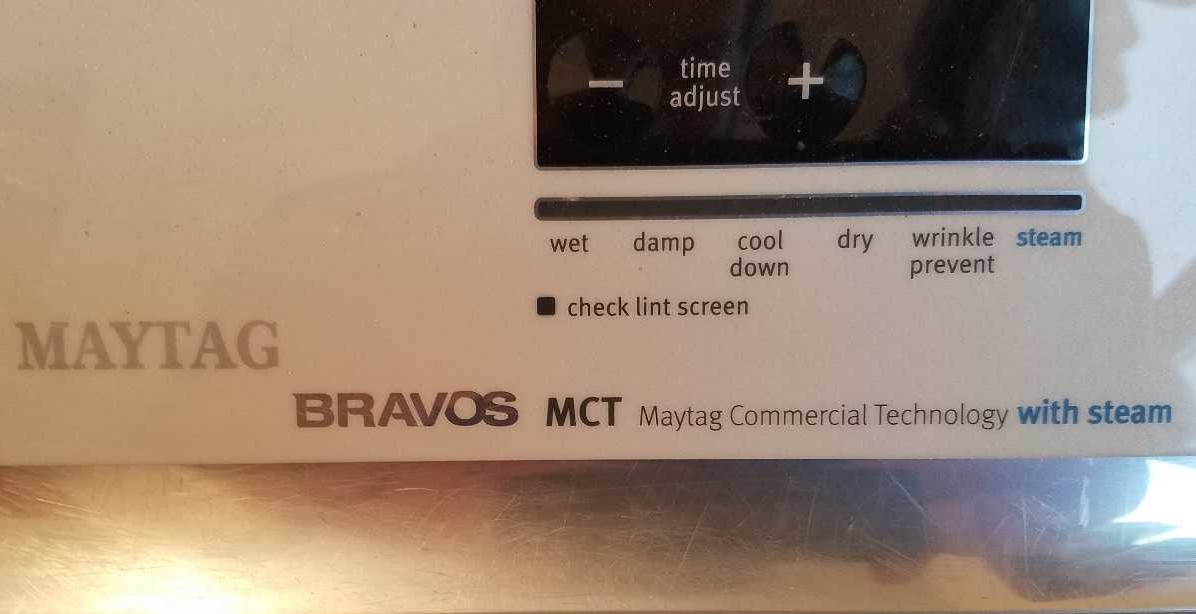 − time +
adjust
wet damp cool dry wrinkle steam
down prevent
check lint screen
MAYTAG
BRAVOS MCT Maytag Commercial Technology with steam